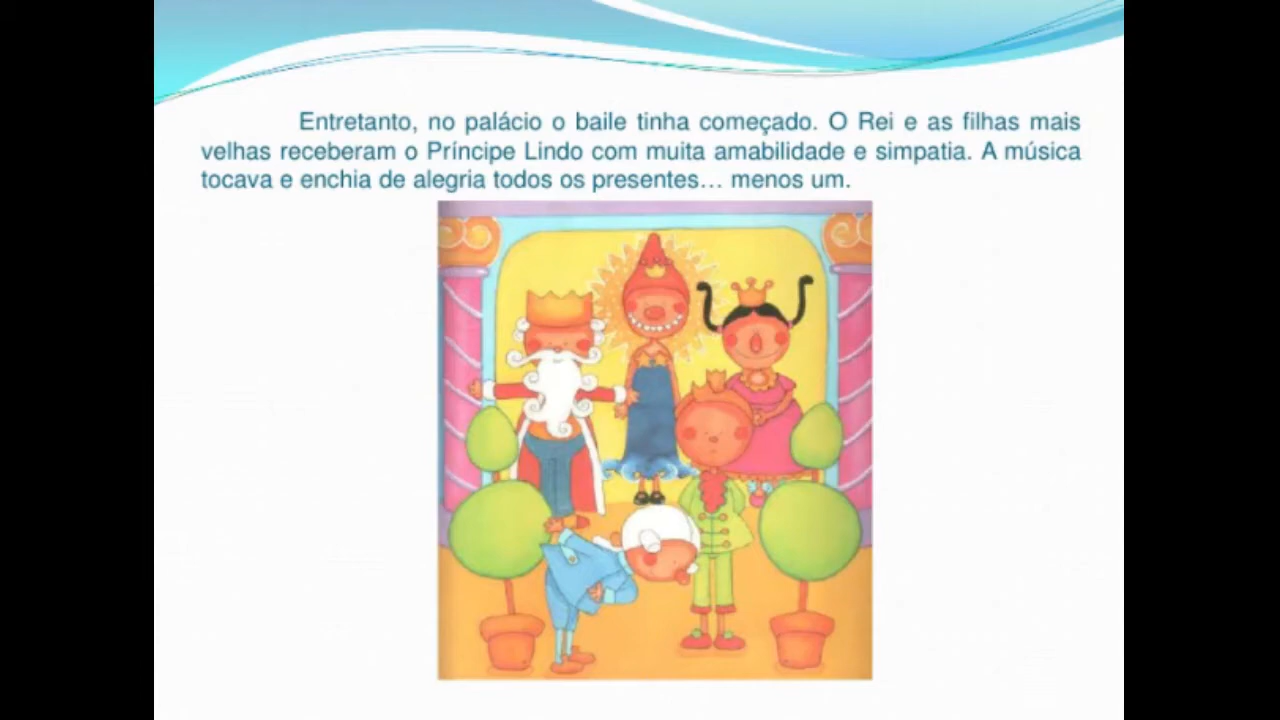 Entretanto, no palácio o baile tinha começado. O Rei e as filhas mais
velhas receberam o Príncipe Lindo com muita amabilidade e simpatia. A música
tocava e enchia de alegria todos os presentes… menos um.